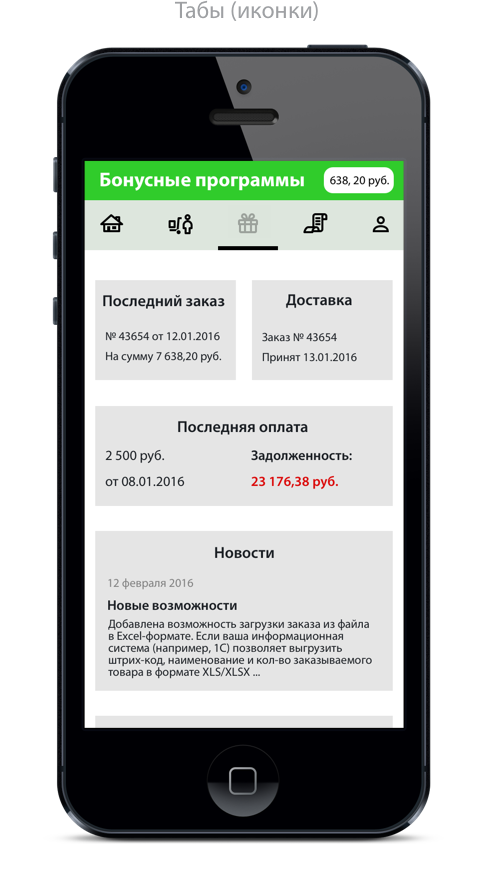 Табы (иконки)
Бонусные программы
638, 20 руб.
Последний заказ
№ 43654 от 12.01.2016
На сумму 7 638,20 руб.
Доставка
Заказ № 43654
Принят 13.01.2016
Последняя оплата
2 500 руб.
Задолженность:
от 08.01.2016
23 176,38 руб.
Новости
12 февраля 2016
Новые возможности
Добавлена возможность загрузки заказа из файла
в Excel-формате. Если ваша информационная
система (например, 1С) позволяет выгрузить
штрих-код, наименование и кол-во заказываемого
товара в формате XLS/XLSX ...